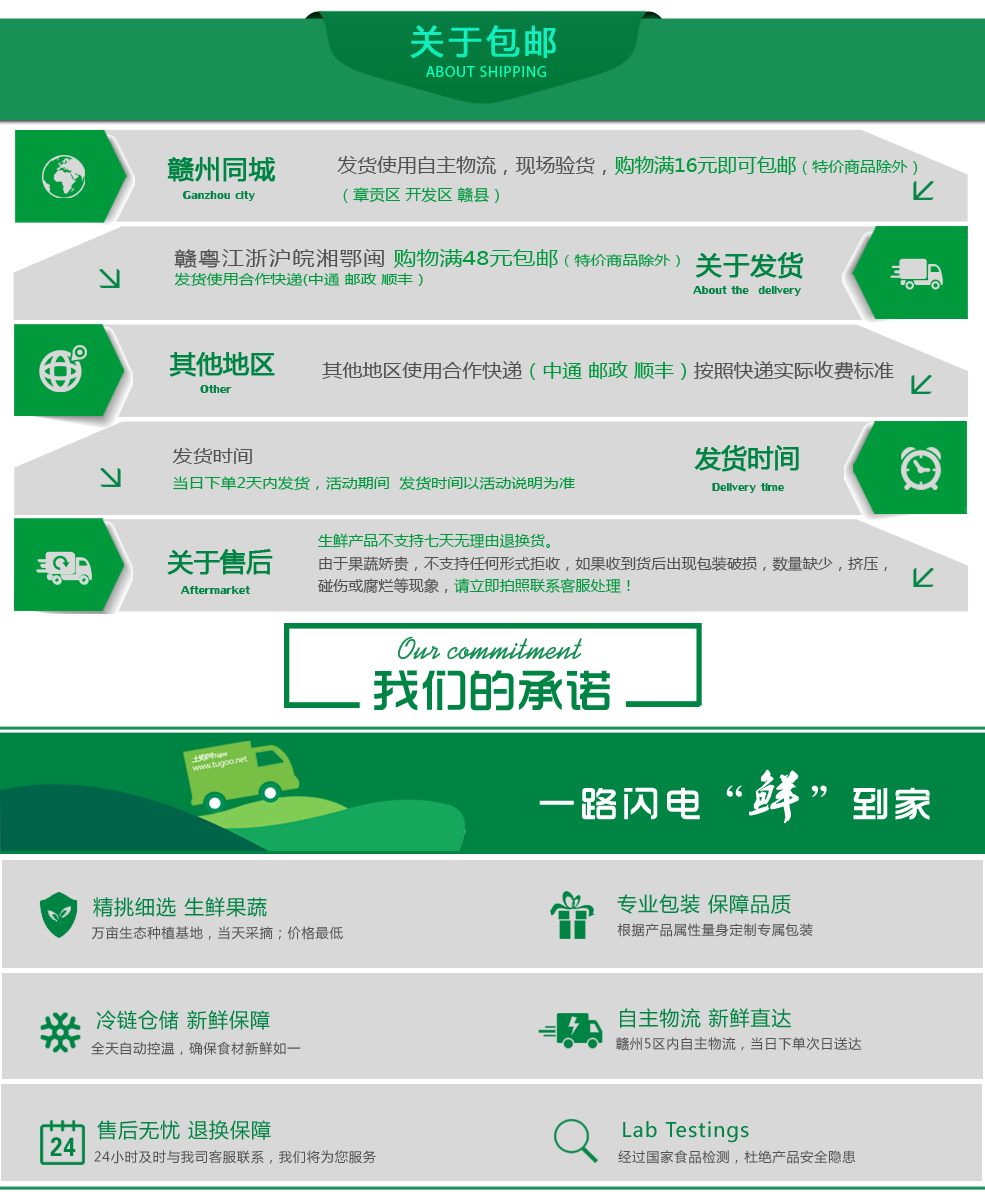 关于包邮
ABOUT SHIPPING
赣州同城
Ganzhou city
发货使用自主物流，现场验货，购物满16元即可包邮（特价商品除外）
（章贡区 开发区 赣县）
赣粤江浙沪皖湘鄂闽 购物满48元包邮（特价商品除外）
发货使用合作快递(中通 邮政 顺丰）
关于发货
About the delivery
其他地区
Other
其他地区使用合作快递（中通 邮政 顺丰）按照快递实际收费标准
发货时间
当日下单2天内发货，活动期间 发货时间以活动说明为准
发货时间
Delivery time
关于售后
Aftermarket
生鲜产品不支持七天无理由退换货。
由于果蔬娇贵，不支持任何形式拒收，如果收到货后出现包装破损，数量缺少，挤压，
碰伤或腐烂等现象，请立即拍照联系客服处理！
Our commitment
我们的承诺
www.tugoo.net
一路闪电“鲜”到家
精挑细选 生鲜果蔬
万亩生态种植基地，当天采摘；价格最低
专业包装 保障品质
根据产品属性量身定制专属包装
冷链仓储 新鲜保障
全天自动控温，确保食材新鲜如一
自主物流 新鲜直达
赣州5区内自主物流，当日下单次日送达
24
售后无忧 退换保障
24小时及时与我司客服联系，我们将为您服务
Lab Testings
经过国家食品检测，杜绝产品安全隐患